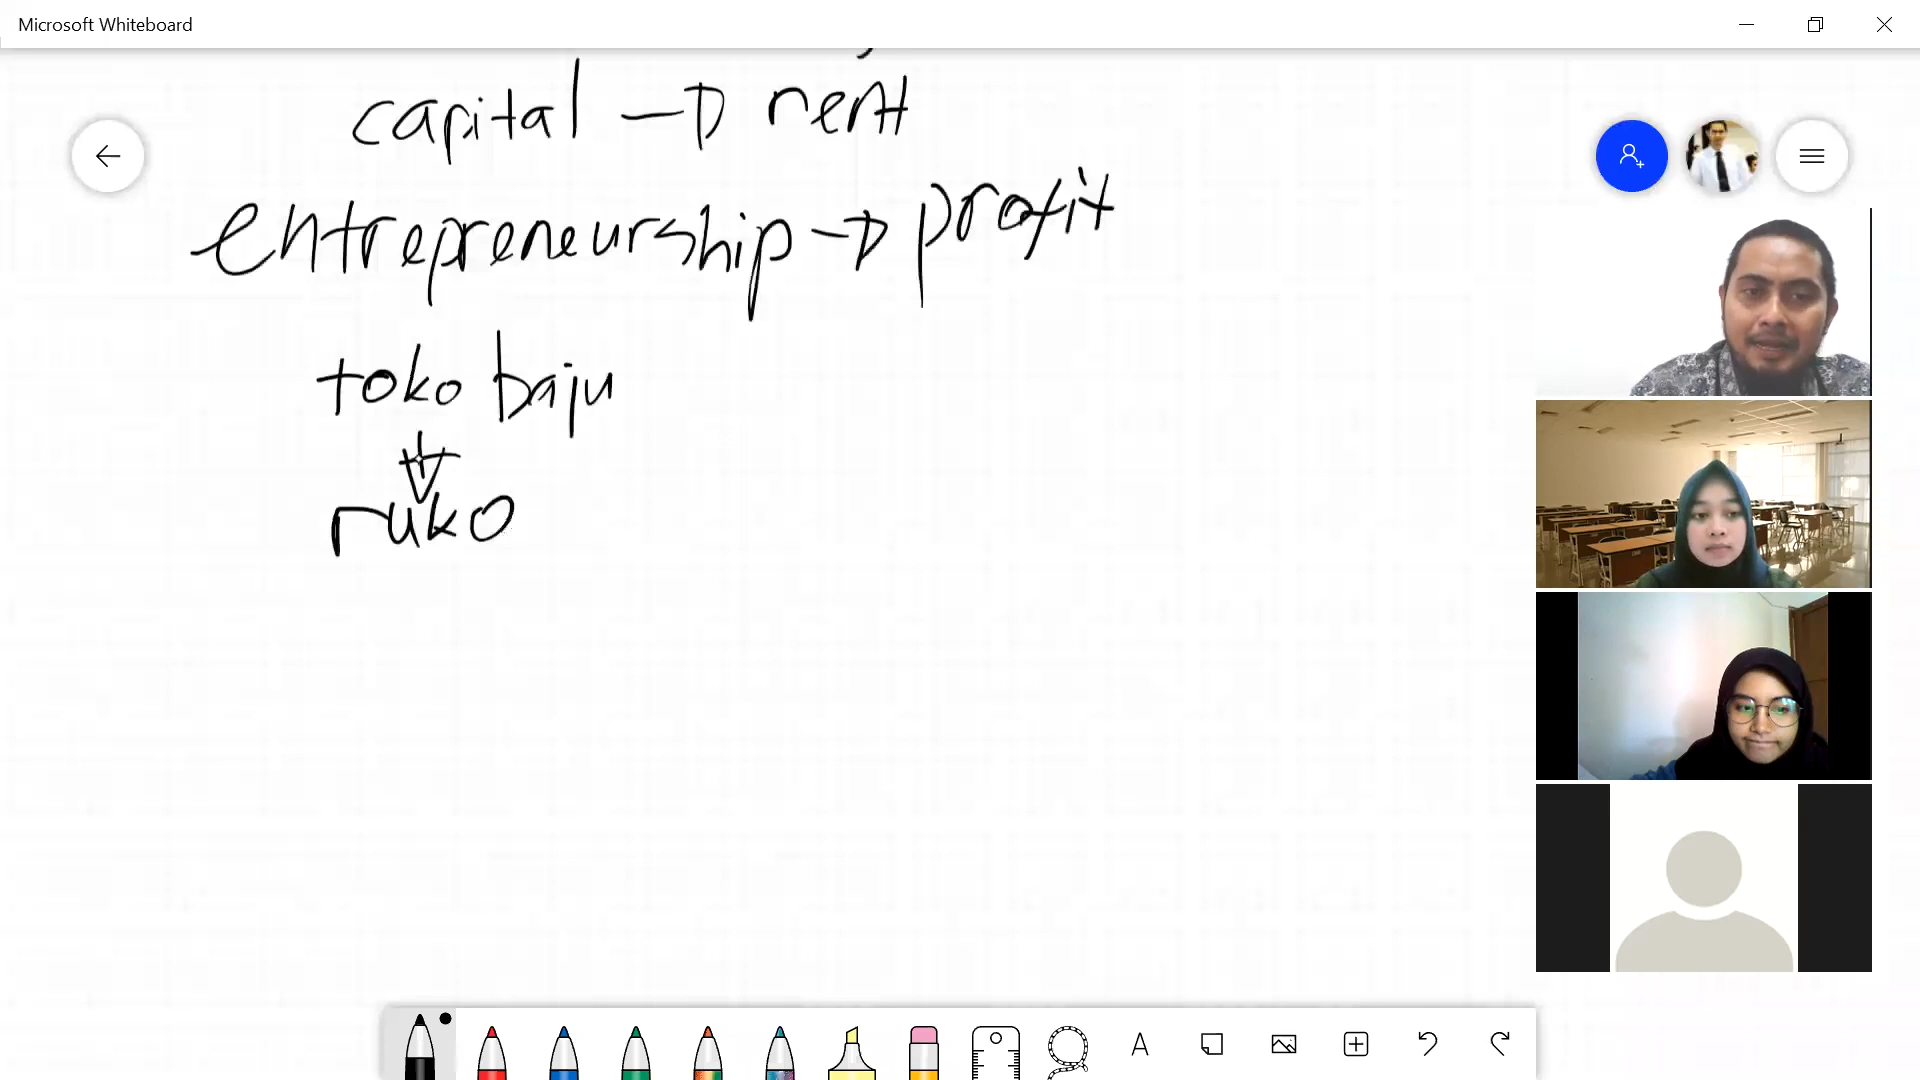 Microsoft Whiteboard
capital → rent
entrepreneurship → profit
toko baju
ruko
A